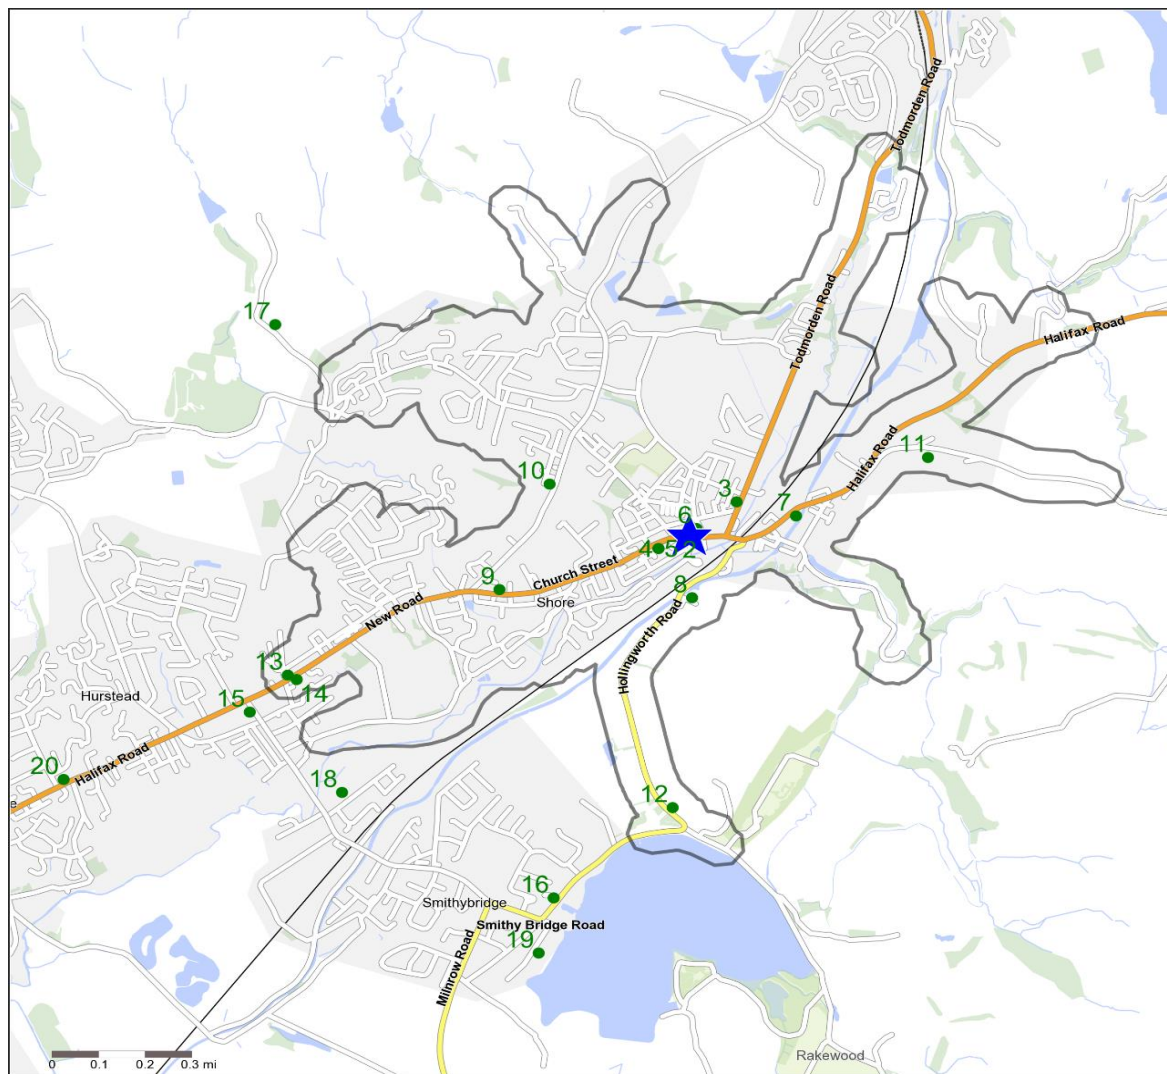 Todmorden Road
Todmorden Road
Halifax Road
17
Halifax Road
11
10
3
7
6
4
5
2
Church Street
9
Shore
8
New Road
Hollingworth Road
13
14
Hurstead
15
Halifax Road
20
e
18
12
16
Smithybridge
Smithy Bridge Road
19
Milnrow Road
Rakewood
0 0.1 0.2 0.3 mi